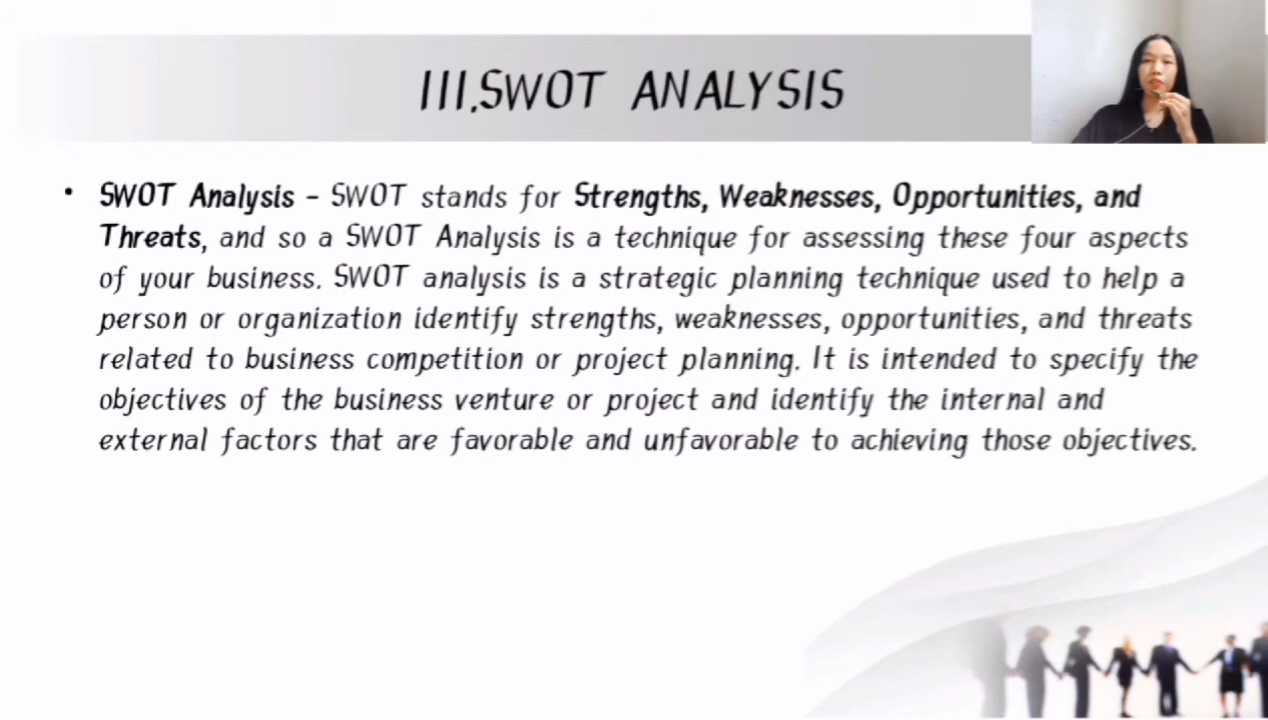 III.SWOT ANALYSIS
• SWOT Analysis – SWOT stands for Strengths, Weaknesses, Opportunities, and
Threats, and so a SWOT Analysis is a technique for assessing these four aspects
of your business. SWOT analysis is a strategic planning technique used to help a
person or organization identify strengths, weaknesses, opportunities, and threats
related to business competition or project planning. It is intended to specify the
objectives of the business venture or project and identify the internal and
external factors that are favorable and unfavorable to achieving those objectives.